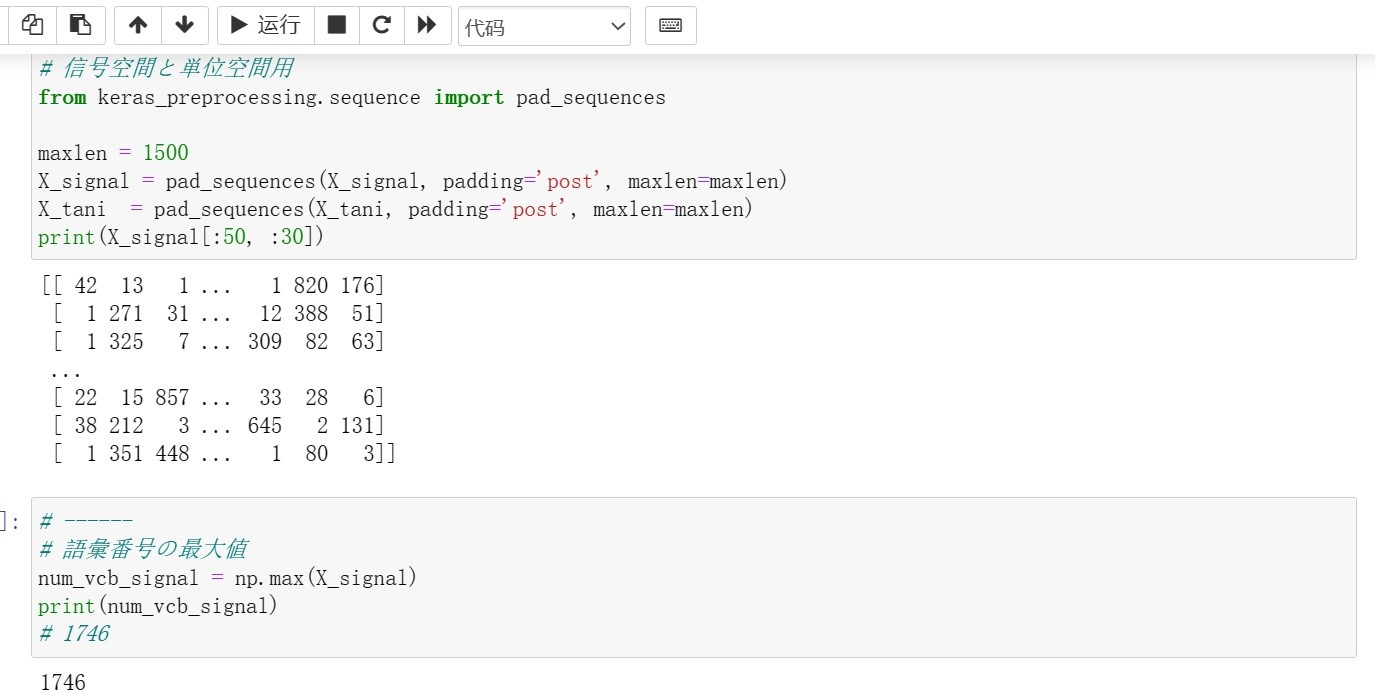 运行
代码
# 信号空間と単位空間用
from keras_preprocessing.sequence import pad_sequences
maxlen = 1500
X_signal = pad_sequences(X_signal, padding='post', maxlen=maxlen)
X_tani  = pad_sequences(X_tani, padding='post', maxlen=maxlen)
print(X_signal[:50, :30])
[[ 42  13   1 ...   1 820 176]
 [  1 271  31 ...  12 388  51]
 [  1 325   7 ... 309  82  63]
 ...
 [ 22  15 857 ...  33  28   6]
 [ 38 212   3 ... 645   2 131]
 [  1 351 448 ...   1  80   3]]
]:
# ------
# 語彙番号の最大値
num_vcb_signal = np.max(X_signal)
print(num_vcb_signal)
# 1746
1746